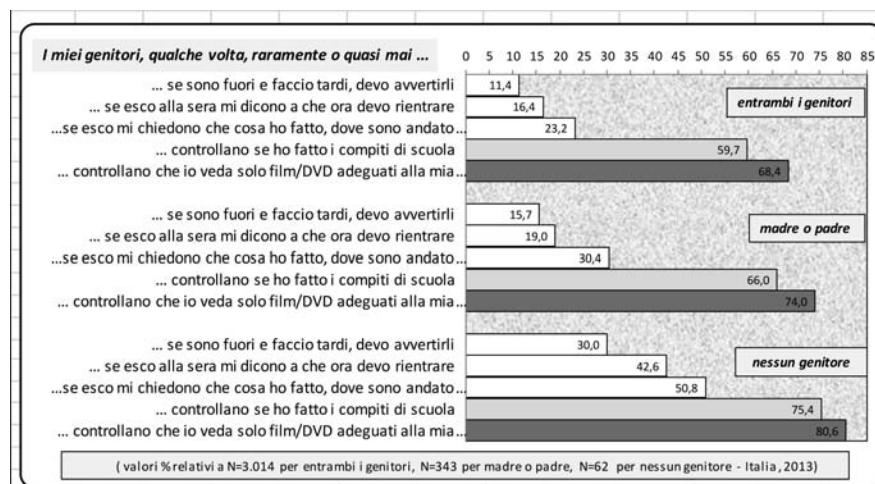 I miei genitori, qualche volta, raramente o quasi mai ...
0 5 10 15 20 25 30 35 40 45 50 55 60 65 70 75 80 85
... se sono fuori e faccio tardi, devo avvertirli 11,4
... se esco alla sera mi dicono a che ora devo rientrare 16,4
entrambi i genitori
...se esco mi chiedono che cosa ho fatto, dove sono andato... 23,2
... controllano se ho fatto i compiti di scuola 59,7
... controllano che io veda solo film/DVD adeguati alla mia... 68,4
... se sono fuori e faccio tardi, devo avvertirli 15,7
... se esco alla sera mi dicono a che ora devo rientrare 19,0
madre o padre
...se esco mi chiedono che cosa ho fatto, dove sono andato... 30,4
... controllano se ho fatto i compiti di scuola 66,0
... controllano che io veda solo film/DVD adeguati alla mia... 74,0
... se sono fuori e faccio tardi, devo avvertirli 30,0
... se esco alla sera mi dicono a che ora devo rientrare 42,6
nessun genitore
...se esco mi chiedono che cosa ho fatto, dove sono andato... 50,8
... controllano se ho fatto i compiti di scuola 75,4
... controllano che io veda solo film/DVD adeguati alla mia... 80,6
( valori % relativi a N=3.014 per entrambi i genitori, N=343 per madre o padre, N=62 per nessun genitore - Italia, 2013)